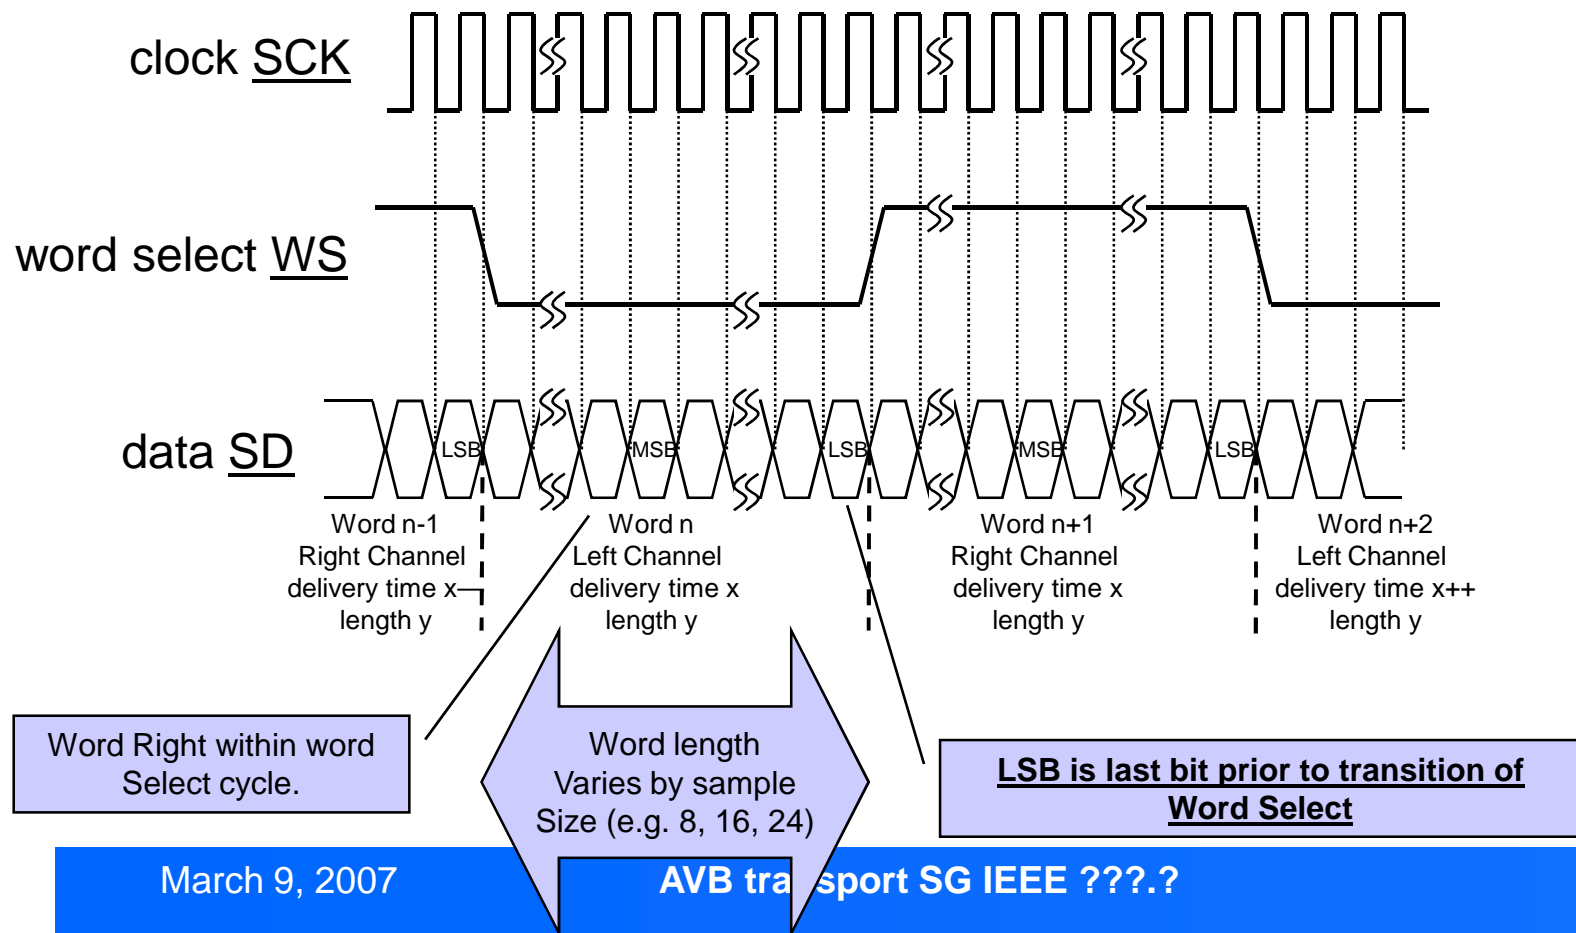 clock SCK
word select WS
data SD
LSB
MSB
LSB
MSB
LSB
Word n-1
Right Channel
delivery time x—
length y
Word n
Left Channel
delivery time x
length y
Word n+1
Right Channel
delivery time x
length y
Word n+2
Left Channel
delivery time x++
length y
Word Right within word
Select cycle.
Word length
Varies by sample
Size (e.g. 8, 16, 24)
LSB is last bit prior to transition of
Word Select
March 9, 2007
AVB transport SG IEEE ???.?